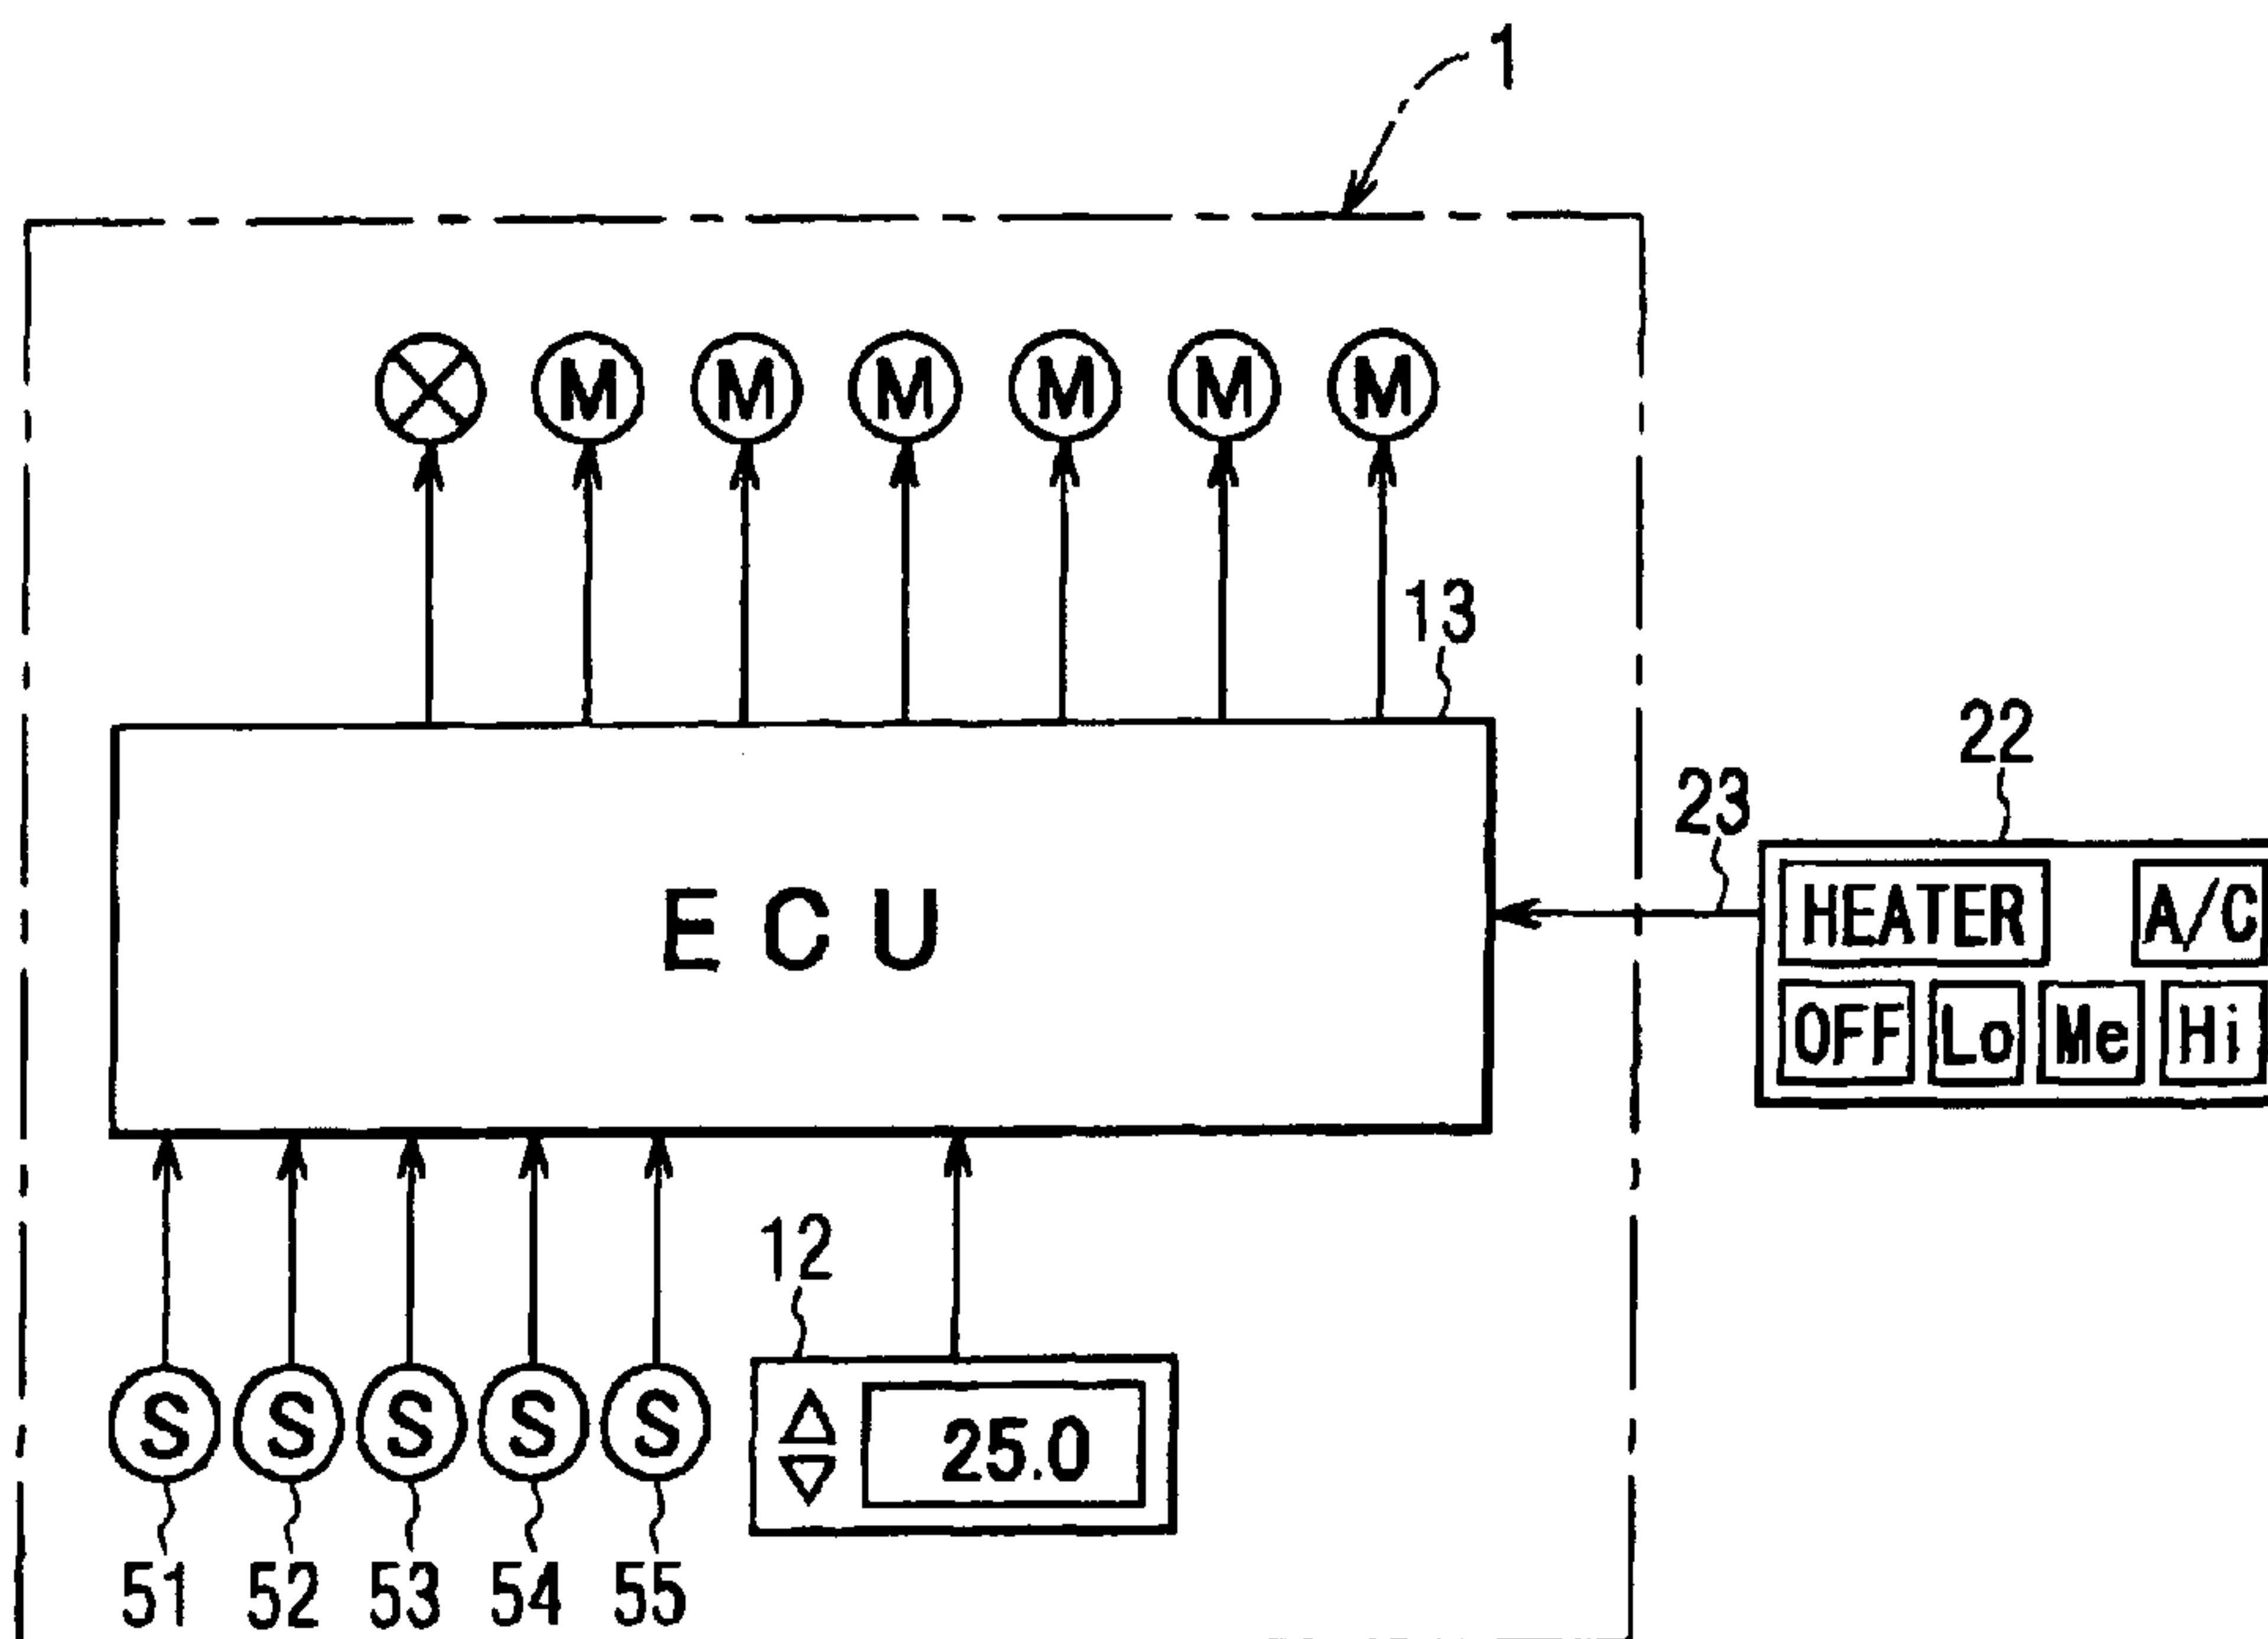 1
M M M M M M
13
22
23
ECU
HEATER A/C
OFF Lo Me Hi
12
S S S S S
25.0
51 52 53 54 55